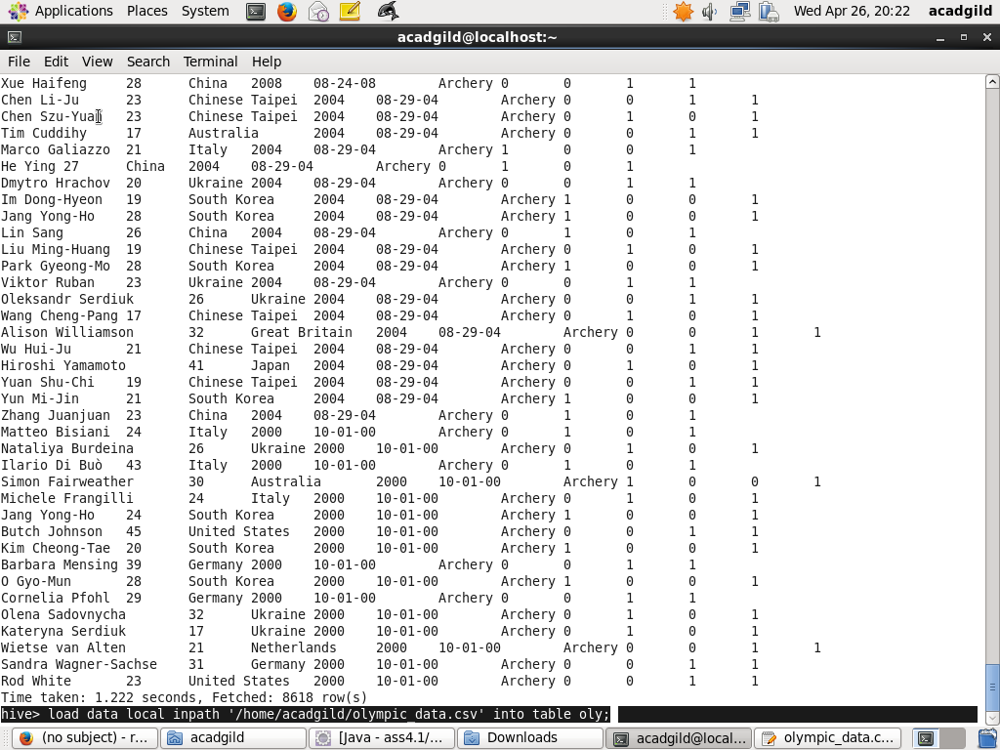 Applications Places System Wed Apr 26, 20:22 acadgild
acadgild@localhost:~
File Edit View Search Terminal Help
Xue Haifeng 28 China 2008 08-24-08 Archery 0 0 1 1
Chen Li-Ju 23 Chinese Taipei 2004 08-29-04 Archery 0 0 1 1
Chen Szu-Yuan 23 Chinese Taipei 2004 08-29-04 Archery 0 1 0 1
Tim Cuddihy 17 Australia 2004 08-29-04 Archery 0 0 1 1
Marco Galiazzo 21 Italy 2004 08-29-04 Archery 1 0 0 1
He Ying 27 China 2004 08-29-04 Archery 0 1 0 1
Dmytro Hrachov 20 Ukraine 2004 08-29-04 Archery 0 0 1 1
Im Dong-Hyeon 19 South Korea 2004 08-29-04 Archery 1 0 0 1
Jang Yong-Ho 28 South Korea 2004 08-29-04 Archery 1 0 0 1
Lin Sang 26 China 2004 08-29-04 Archery 0 1 0 1
Liu Ming-Huang 19 Chinese Taipei 2004 08-29-04 Archery 0 1 0 1
Park Gyeong-Mo 28 South Korea 2004 08-29-04 Archery 1 0 0 1
Viktor Ruban 23 Ukraine 2004 08-29-04 Archery 0 0 1 1
Oleksandr Serdiuk 26 Ukraine 2004 08-29-04 Archery 0 0 1 1
Wang Cheng-Pang 17 Chinese Taipei 2004 08-29-04 Archery 0 1 0 1
Alison Williamson 32 Great Britain 2004 08-29-04 Archery 0 0 1 1
Wu Hui-Ju 21 Chinese Taipei 2004 08-29-04 Archery 0 0 1 1
Hiroshi Yamamoto 41 Japan 2004 08-29-04 Archery 0 1 0 1
Yuan Shu-Chi 19 Chinese Taipei 2004 08-29-04 Archery 0 0 1 1
Yun Mi-Jin 21 South Korea 2004 08-29-04 Archery 1 0 0 1
Zhang Juanjuan 23 China 2004 08-29-04 Archery 0 1 0 1
Matteo Bisiani 24 Italy 2000 10-01-00 Archery 0 1 0 1
Nataliya Burdeina 26 Ukraine 2000 10-01-00 Archery 0 1 0 1
Ilario Di Buò 43 Italy 2000 10-01-00 Archery 0 1 0 1
Simon Fairweather 30 Australia 2000 10-01-00 Archery 1 0 0 1
Michele Frangilli 24 Italy 2000 10-01-00 Archery 0 1 0 1
Jang Yong-Ho 24 South Korea 2000 10-01-00 Archery 1 0 0 1
Butch Johnson 45 United States 2000 10-01-00 Archery 0 0 1 1
Kim Cheong-Tae 20 South Korea 2000 10-01-00 Archery 1 0 0 1
Barbara Mensing 39 Germany 2000 10-01-00 Archery 0 0 1 1
O Gyo-Mun 28 South Korea 2000 10-01-00 Archery 1 0 0 1
Cornelia Pfohl 29 Germany 2000 10-01-00 Archery 0 0 1 1
Olena Sadovnycha 32 Ukraine 2000 10-01-00 Archery 0 1 0 1
Kateryna Serdiuk 17 Ukraine 2000 10-01-00 Archery 0 1 0 1
Wietse van Alten 21 Netherlands 2000 10-01-00 Archery 0 0 1 1
Sandra Wagner-Sachse 31 Germany 2000 10-01-00 Archery 0 0 1 1
Rod White 23 United States 2000 10-01-00 Archery 0 0 1 1
Time taken: 1.222 seconds, Fetched: 8618 row(s)
hive> load data local inpath '/home/acadgild/olympic_data.csv' into table oly;
(no subject) - r... acadgild [Java - ass4.1/... Downloads acadgild@local... olympic_data.c...